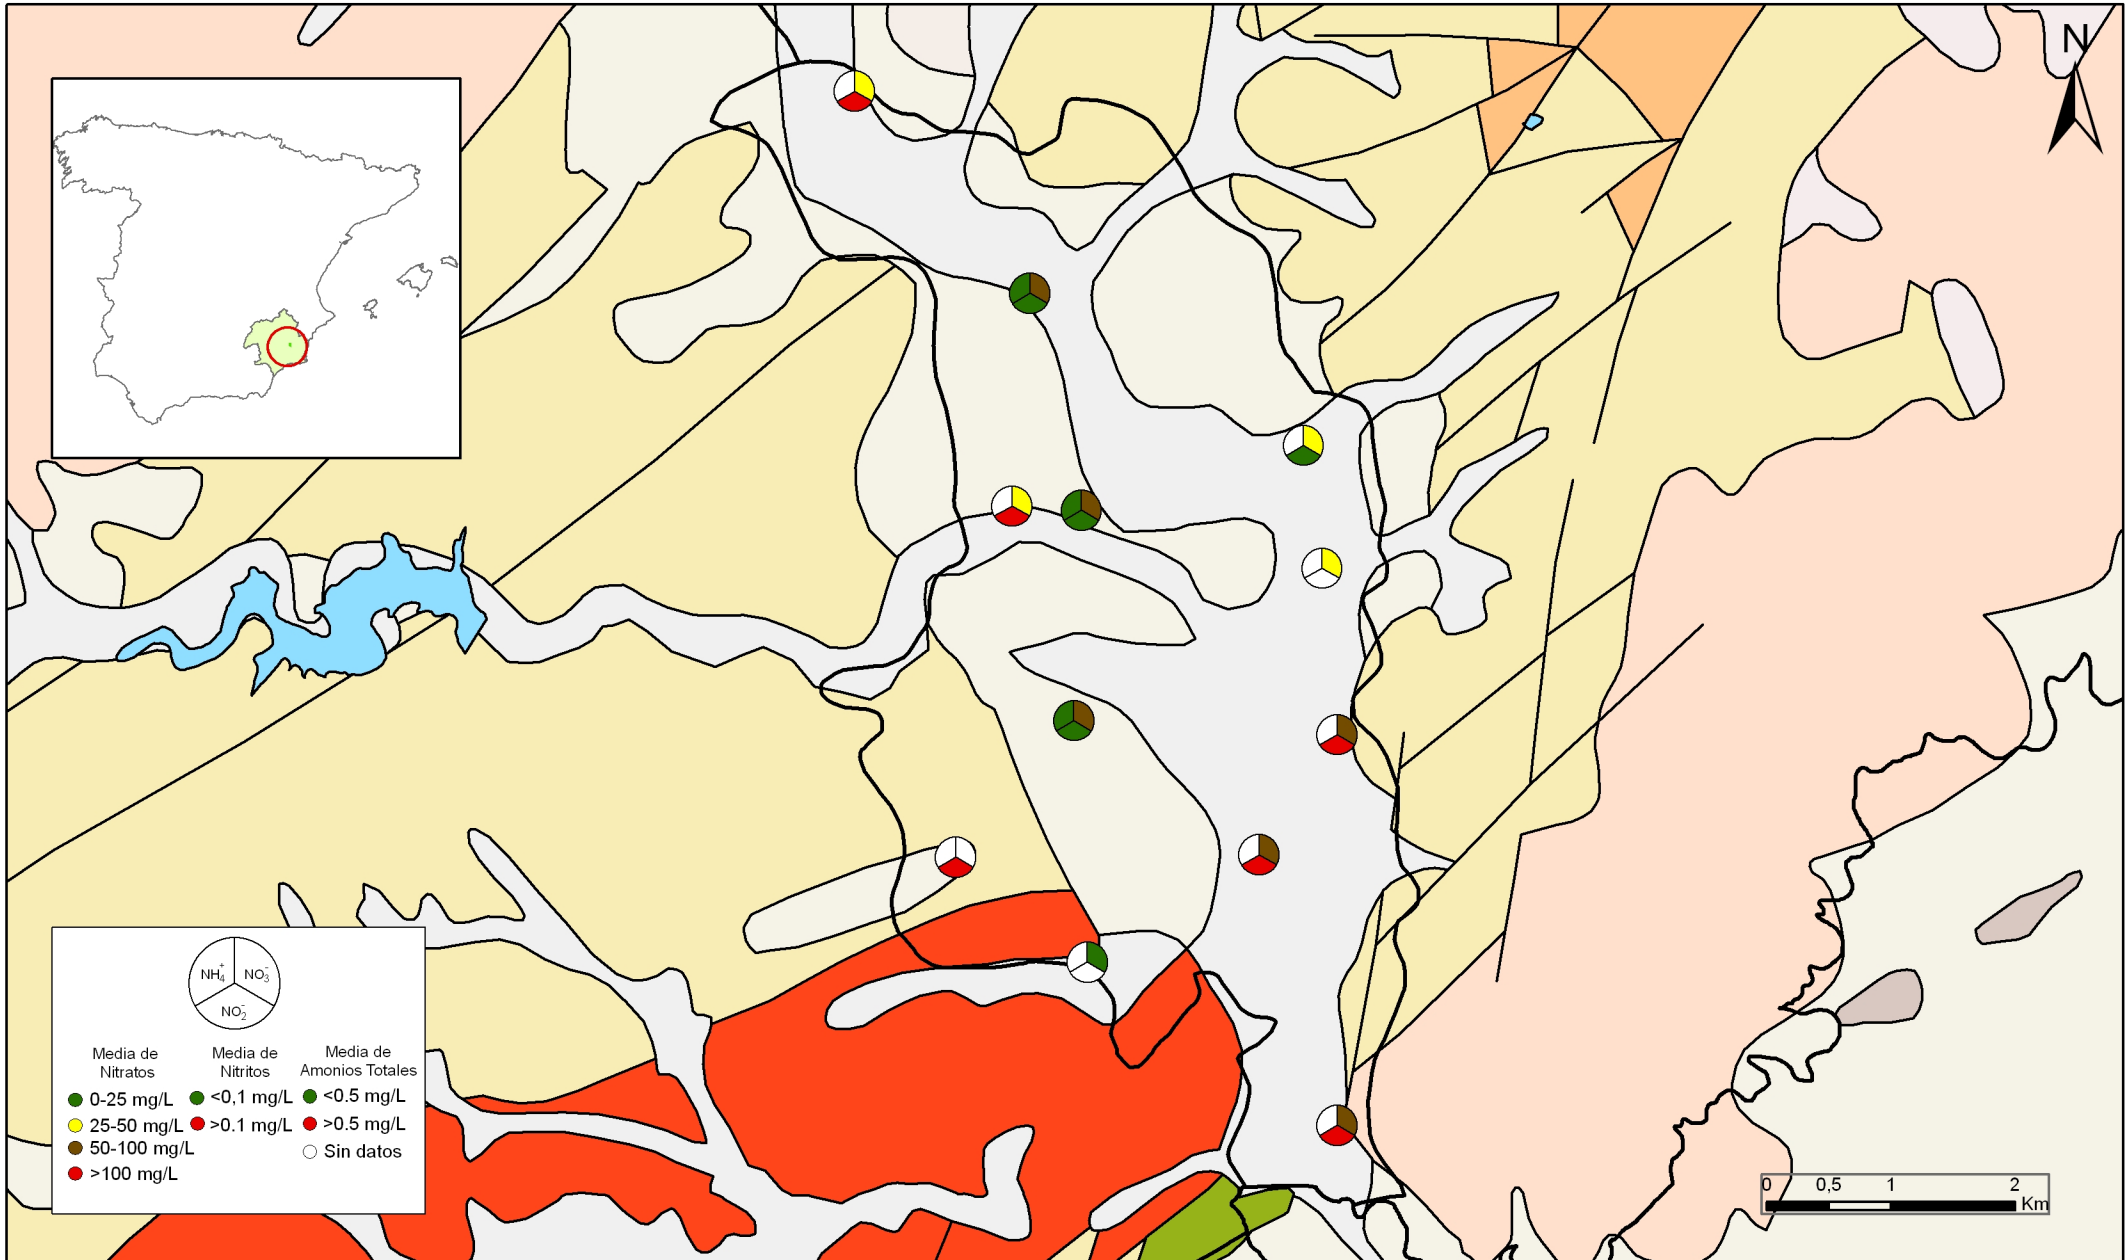 N
NH4+ NO3-
NO2-
Media de Nitratos
Media de Nitritos
Media de Amonios Totales
0-25 mg/L
<0,1 mg/L
<0.5 mg/L
25-50 mg/L
>0.1 mg/L
>0.5 mg/L
50-100 mg/L
Sin datos
>100 mg/L
0 0,5 1 2
Km